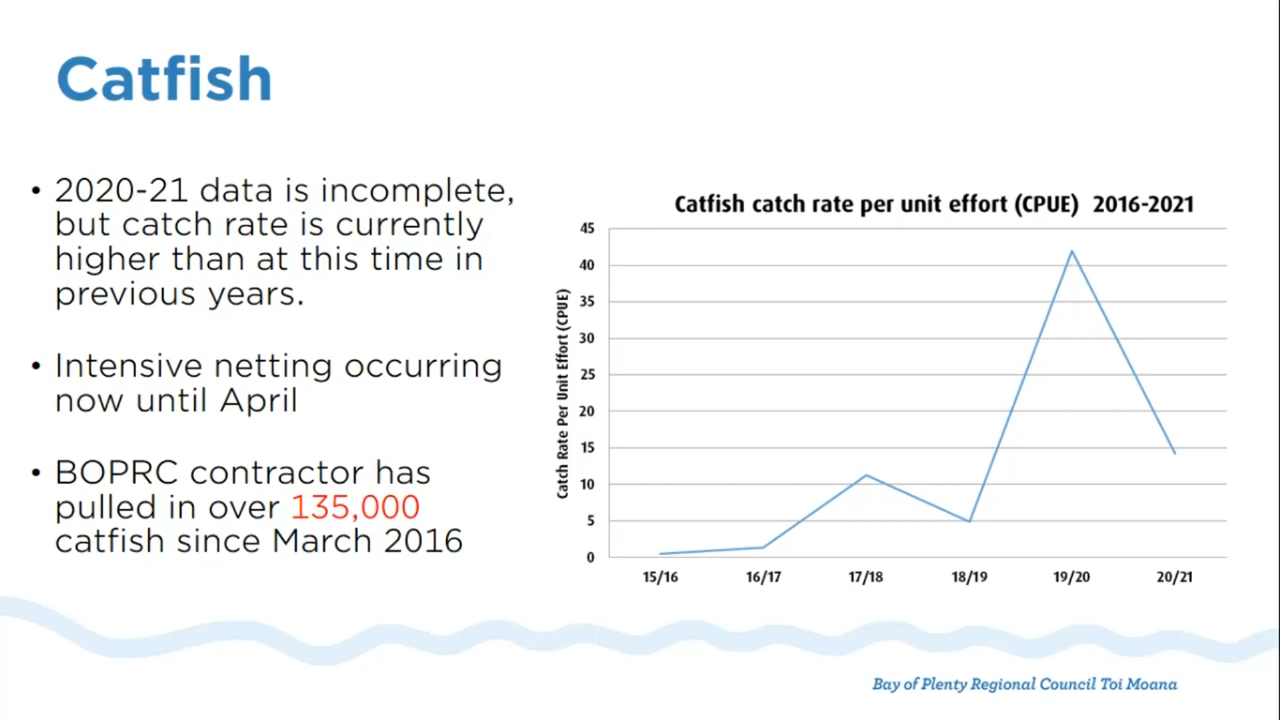 Catfish
• 2020-21 data is incomplete,
but catch rate is currently
higher than at this time in
previous years.
• Intensive netting occurring
now until April
• BOPRC contractor has
pulled in over 135,000
catfish since March 2016
Catfish catch rate per unit effort (CPUE) 2016-2021
Catch Rate Per Unit Effort (CPUE)
45
40
35
30
25
20
15
10
5
0
15/16 16/17 17/18 18/19 19/20 20/21
Bay of Plenty Regional Council Toi Moana